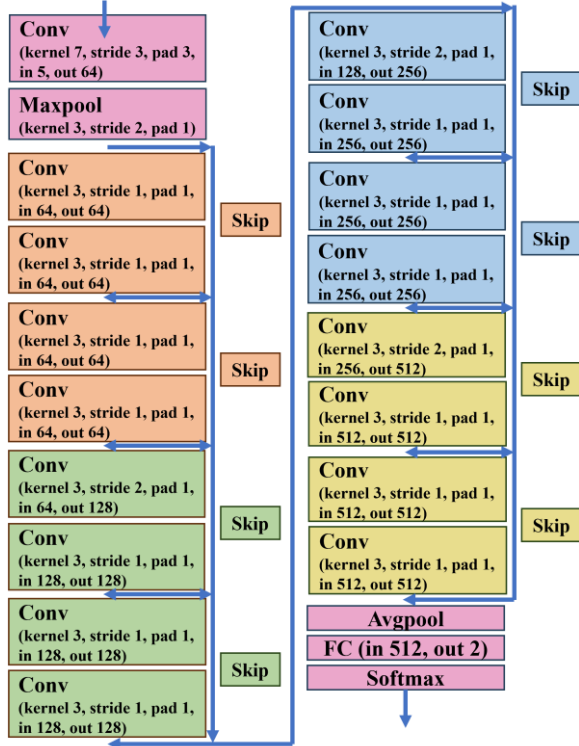 Conv
(kernel 7, stride 3, pad 3,
in 5, out 64)
Maxpool
(kernel 3, stride 2, pad 1)
Conv
(kernel 3, stride 1, pad 1,
in 64, out 64)
Skip
Conv
(kernel 3, stride 1, pad 1,
in 64, out 64)
Conv
(kernel 3, stride 1, pad 1,
in 64, out 64)
Skip
Conv
(kernel 3, stride 1, pad 1,
in 64, out 64)
Conv
(kernel 3, stride 2, pad 1,
in 64, out 128)
Skip
Conv
(kernel 3, stride 1, pad 1,
in 128, out 128)
Conv
(kernel 3, stride 1, pad 1,
in 128, out 128)
Skip
Conv
(kernel 3, stride 1, pad 1,
in 128, out 128)
Conv
(kernel 3, stride 2, pad 1,
in 128, out 256)
Skip
Conv
(kernel 3, stride 1, pad 1,
in 256, out 256)
Conv
(kernel 3, stride 1, pad 1,
in 256, out 256)
Skip
Conv
(kernel 3, stride 1, pad 1,
in 256, out 256)
Conv
(kernel 3, stride 2, pad 1,
in 256, out 512)
Skip
Conv
(kernel 3, stride 1, pad 1,
in 512, out 512)
Conv
(kernel 3, stride 1, pad 1,
in 512, out 512)
Skip
Conv
(kernel 3, stride 1, pad 1,
in 512, out 512)
Avgpool
FC (in 512, out 2)
Softmax